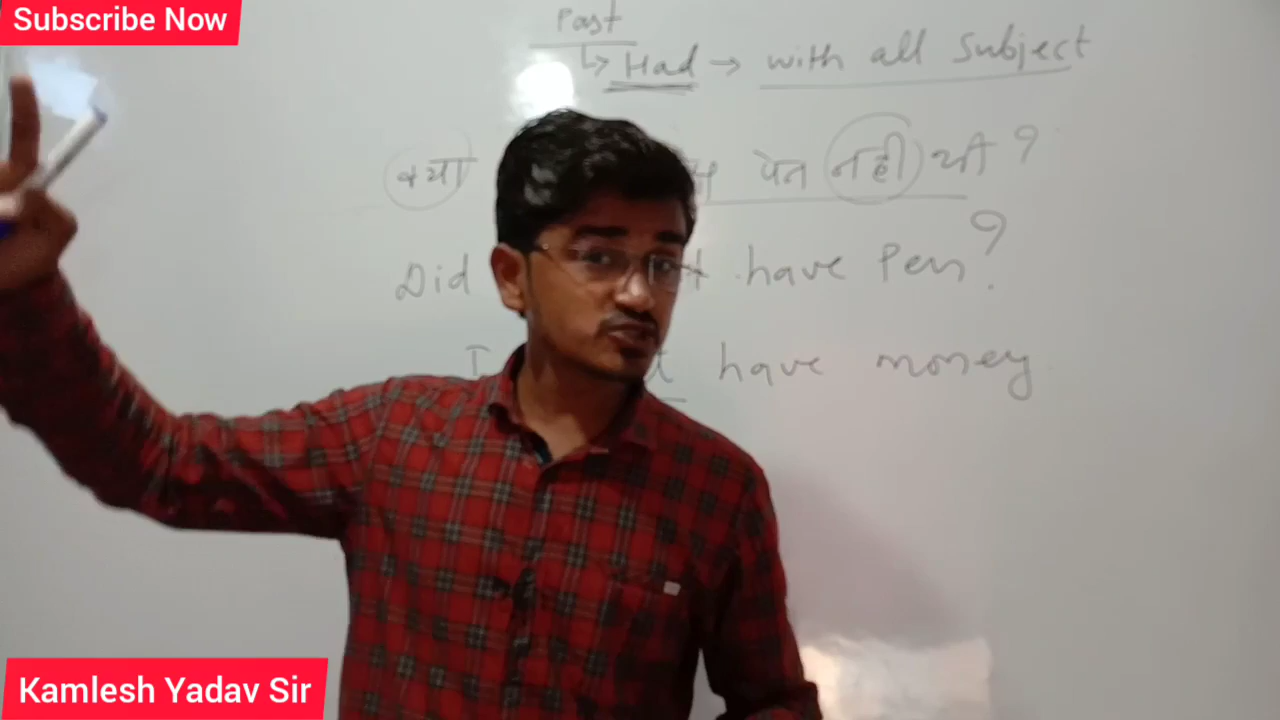 Subscribe Now
Past
↳ Had → with all Subject
क्या पेन नही था ?
Did have Pen ?
I have money
Kamlesh Yadav Sir